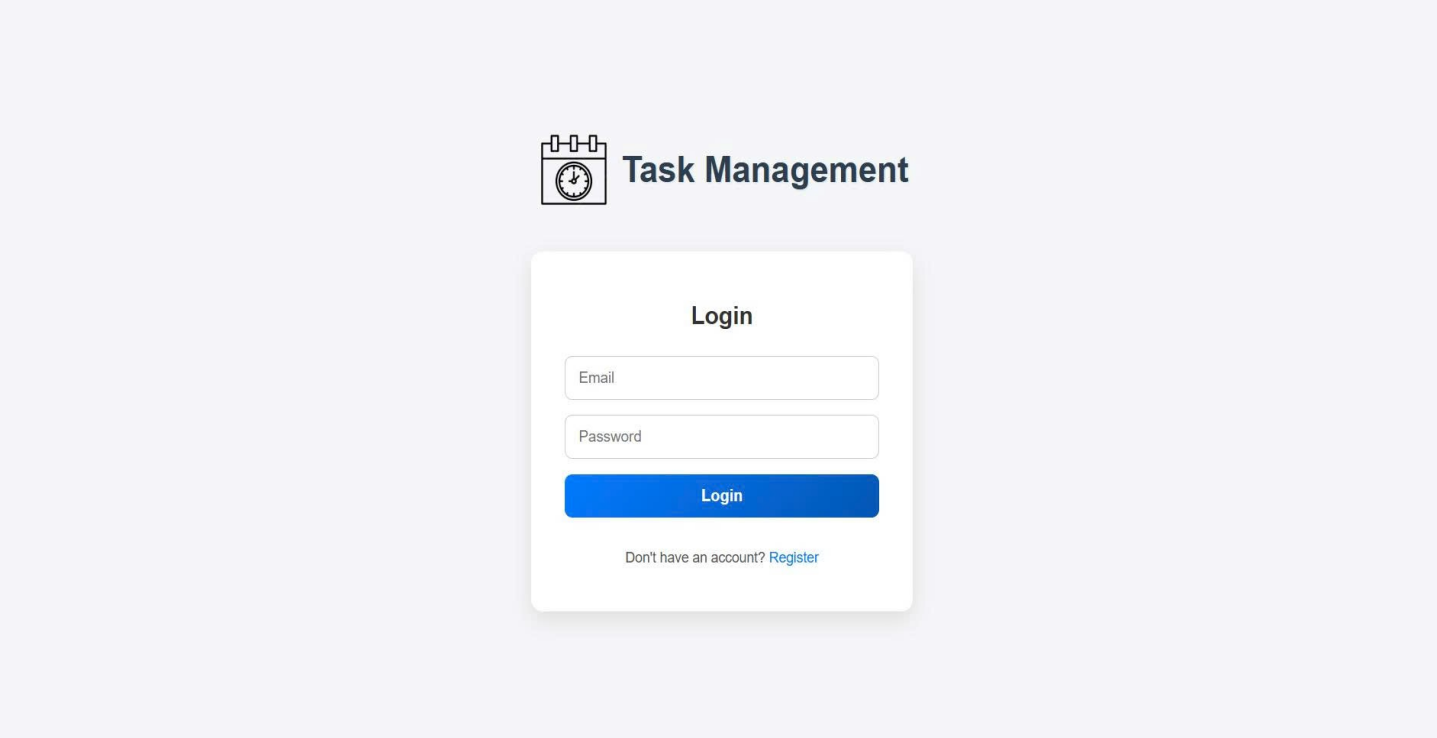 Task Management
Login
Email
Password
Login
Don't have an account? Register